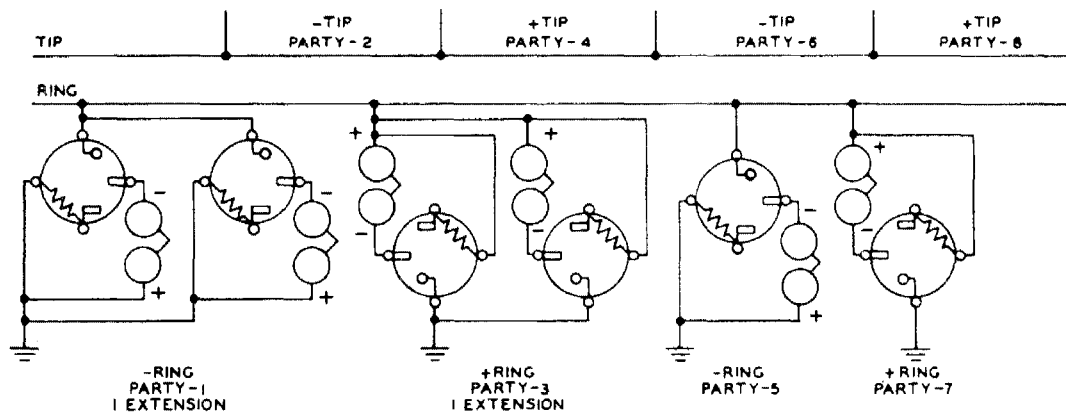 TIP
-TIP
PARTY-2
+TIP
PARTY-4
-TIP
PARTY-6
+TIP
PARTY-8
RING
+
+
+
-
-
-
-
-
-
+
+
+
-RING
PARTY-1
1 EXTENSION
+RING
PARTY-3
1 EXTENSION
-RING
PARTY-5
+RING
PARTY-7